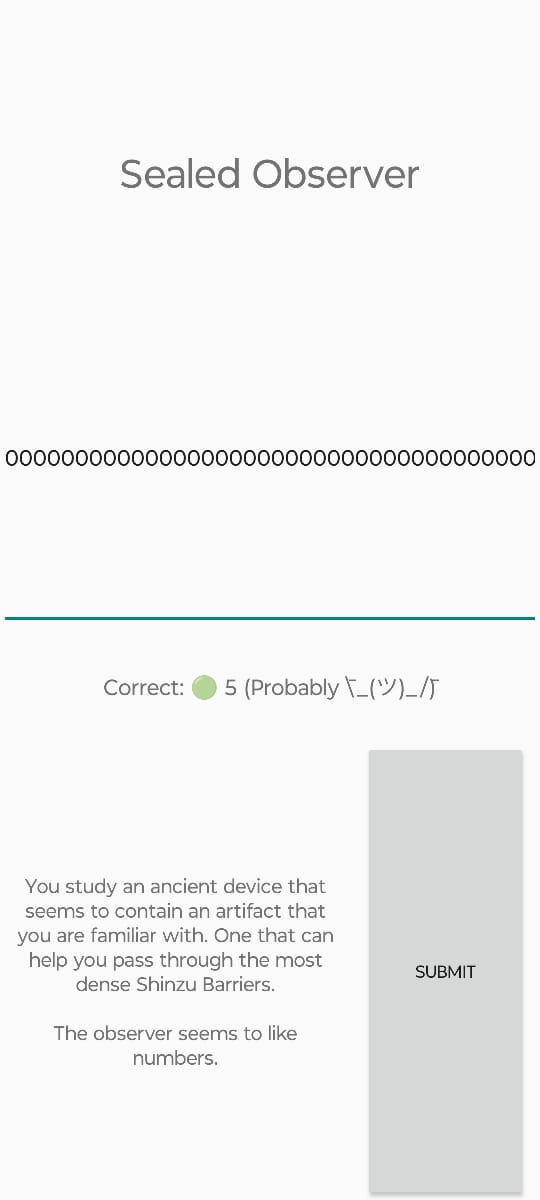 Sealed Observer
00000000000000000000000000000000000000
Correct: 🟢 5 (Probably ¯\_(ツ)_/¯)
You study an ancient device that
seems to contain an artifact that
you are familiar with. One that can
help you pass through the most
dense Shinzu Barriers.
The observer seems to like
numbers.
SUBMIT